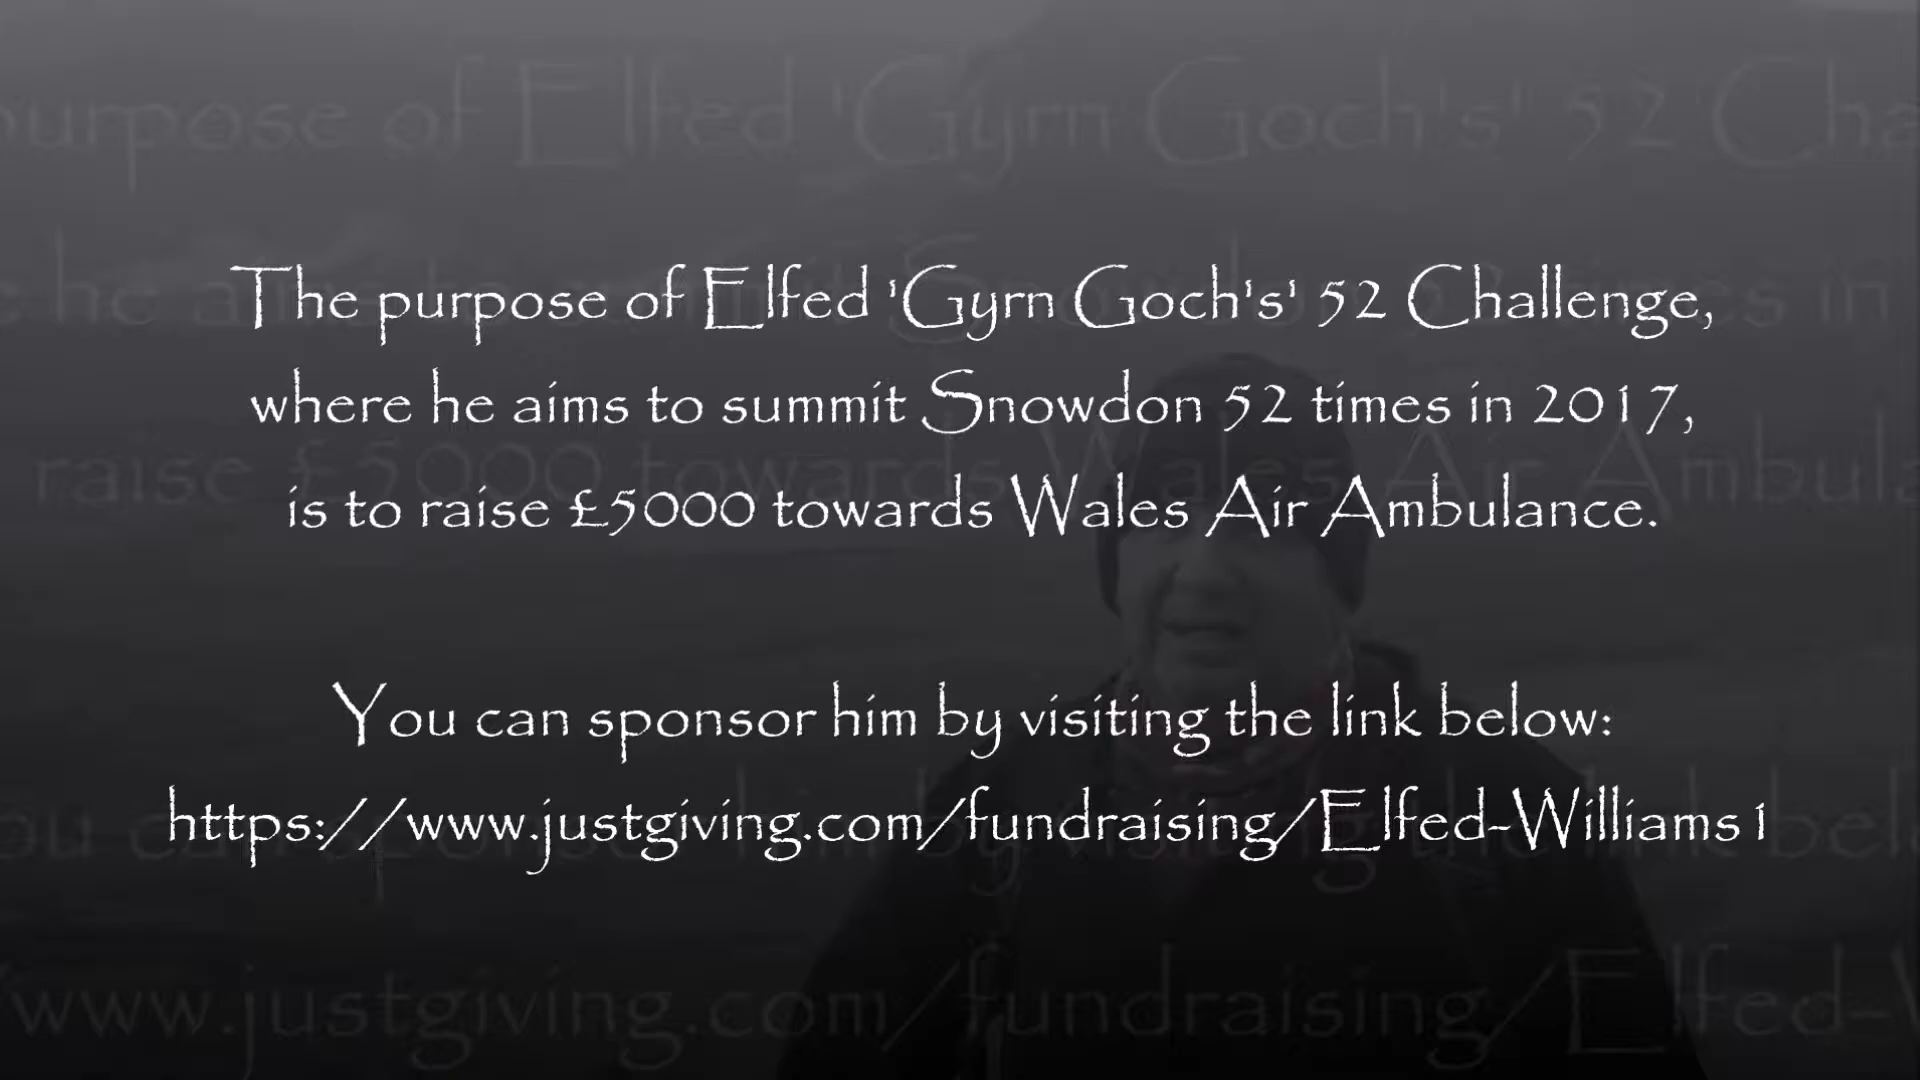 The purpose of Elfed 'Gyrn Goch's' 52 Challenge,
where he aims to summit Snowdon 52 times in 2017,
is to raise £5000 towards Wales Air Ambulance.
You can sponsor him by visiting the link below:
https://www.justgiving.com/fundraising/Elfed-Williams1